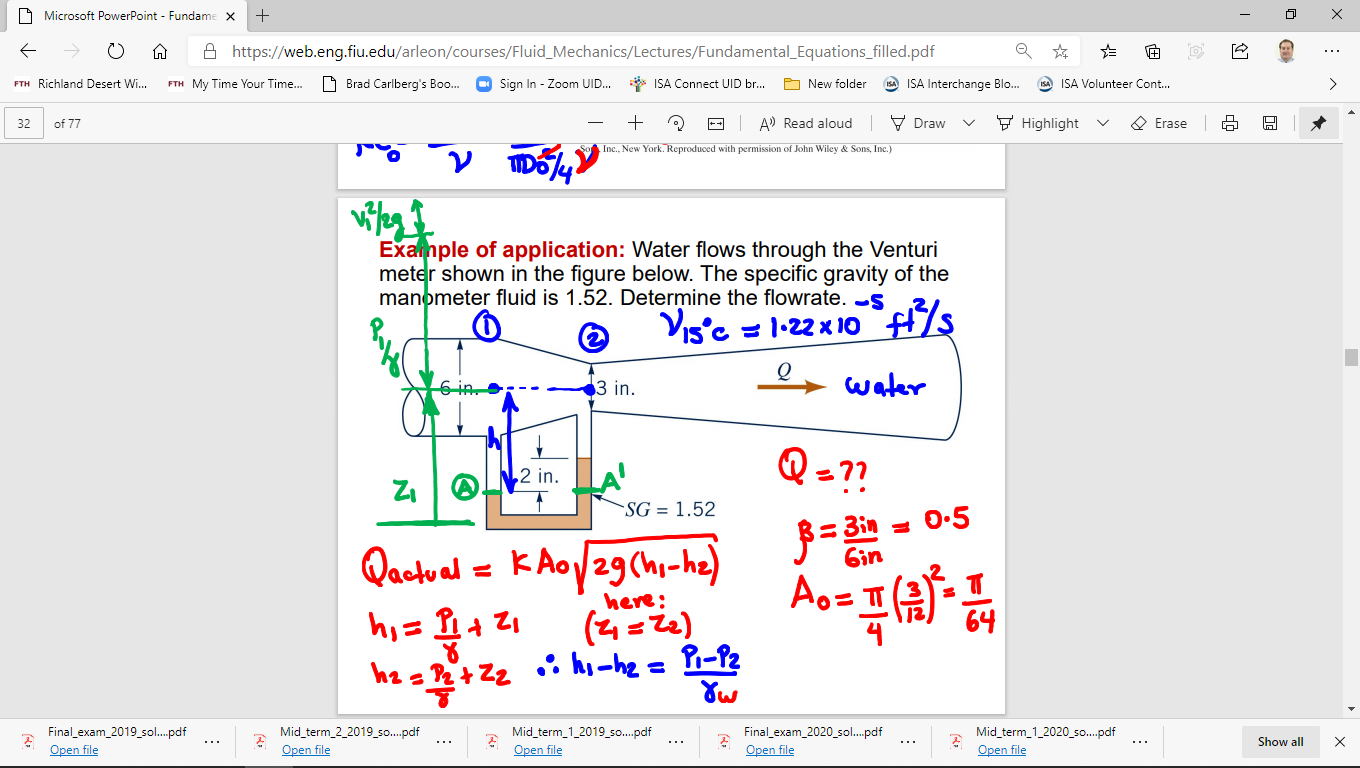 Microsoft PowerPoint - Fundame
https://web.eng.fiu.edu/arleon/courses/Fluid_Mechanics/Lectures/Fundamental_Equations_filled.pdf
FTH Richland Desert Wi... FTH My Time Your Time... Brad Carlberg's Boo... Sign In - Zoom UID... ISA Connect UID br... New folder ISA Interchange Blo... ISA Volunteer Cont...
32 of 77 Read aloud Draw Highlight Erase
Inc., New York. Reproduced with permission of John Wiley & Sons, Inc.)
ν πD₀²/4 ν
V₁²/2g
Example of application: Water flows through the Venturi
meter shown in the figure below. The specific gravity of the
manometer fluid is 1.52. Determine the flowrate.
ν15°C = 1.22x10⁻⁵ ft²/s
① ②
P₁/γ
6 in. 3 in. Q water
h
2 in.
Z₁ A A'
SG = 1.52
Q = ??
β = 3in/6in = 0.5
Qactual = KA₀√2g(h₁-h₂)
A₀ = π/4 (3/12)² = π/64
here:
h₁ = P₁/γ + Z₁ (Z₁ = Z₂)
h₂ = P₂/γ + Z₂ ∴ h₁-h₂ = P₁-P₂/γw
Final_exam_2019_sol....pdf Mid_term_2_2019_so....pdf Mid_term_1_2019_so....pdf Final_exam_2020_sol....pdf Mid_term_1_2020_so....pdf
Open file Open file Open file Open file Open file
Show all